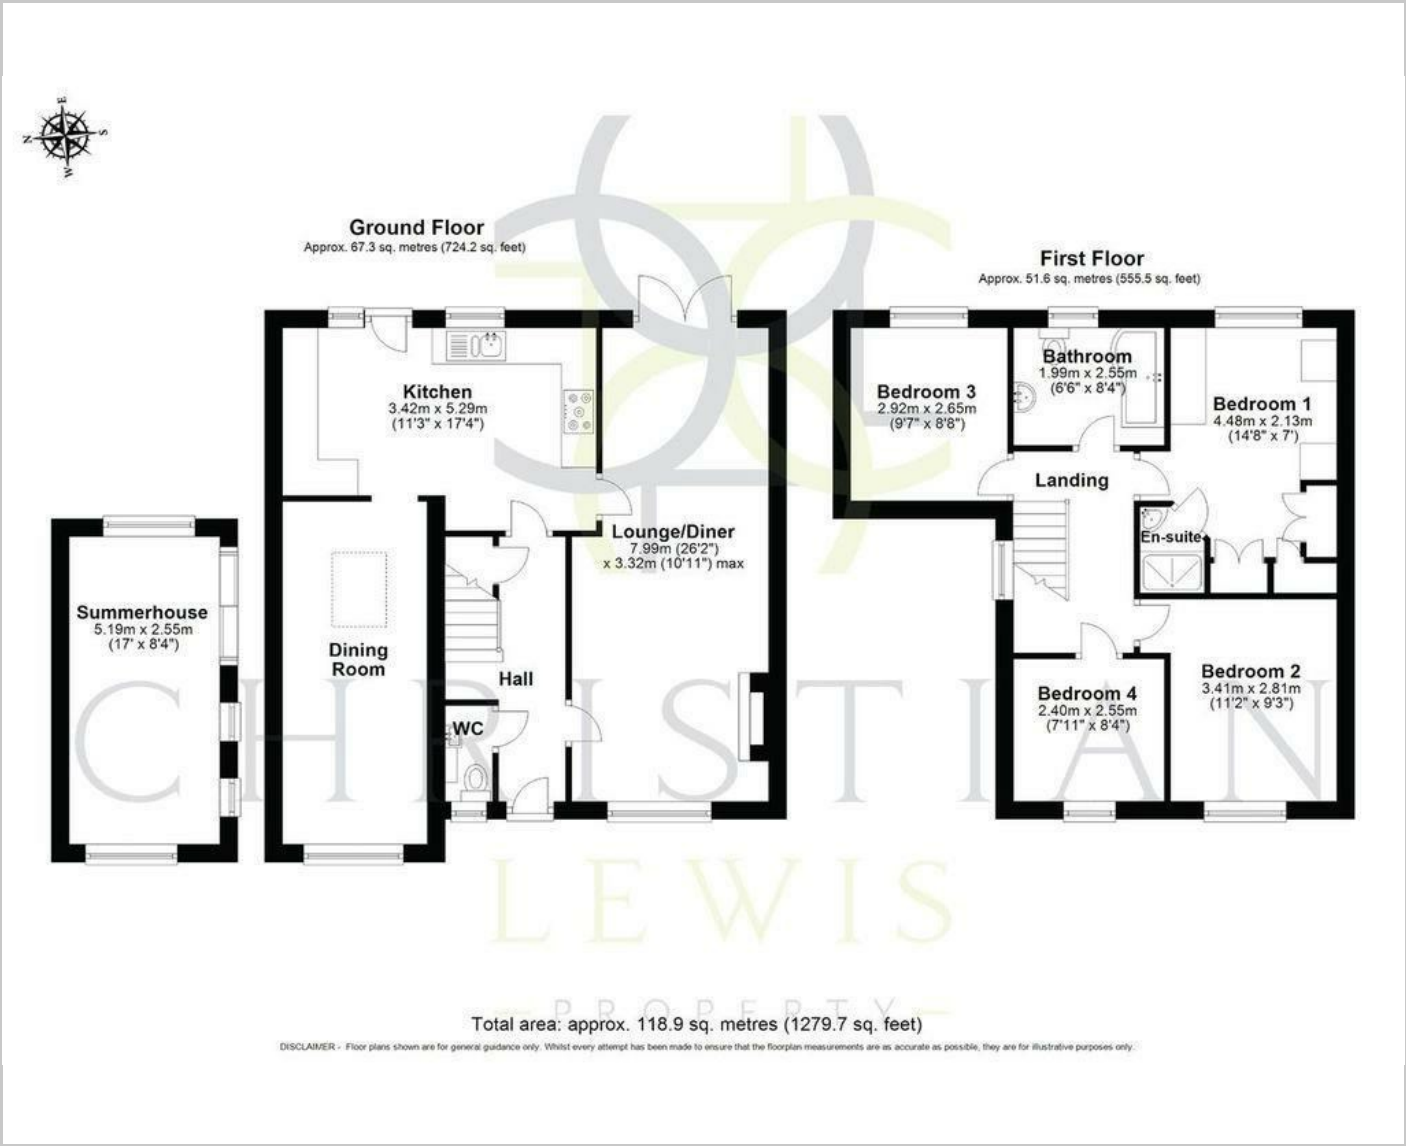 E
N
S
W
Ground Floor
Approx. 67.3 sq. metres (724.2 sq. feet)
First Floor
Approx. 51.6 sq. metres (555.5 sq. feet)
Kitchen
3.42m x 5.29m
(11'3" x 17'4")
Lounge/Diner
7.99m (26'2")
x 3.32m (10'11") max
Summerhouse
5.19m x 2.55m
(17' x 8'4")
Dining
Room
Hall
WC
Bedroom 3
2.92m x 2.65m
(9'7" x 8'8")
Bathroom
1.99m x 2.55m
(6'6" x 8'4")
Bedroom 1
4.48m x 2.13m
(14'8" x 7')
Landing
En-suite
Bedroom 2
3.41m x 2.81m
(11'2" x 9'3")
Bedroom 4
2.40m x 2.55m
(7'11" x 8'4")
CHRISTIAN
LEWIS
PROPERTY
Total area: approx. 118.9 sq. metres (1279.7 sq. feet)
DISCLAIMER - Floor plans shown are for general guidance only. Whilst every attempt has been made to ensure that the floorplan measurements are as accurate as possible, they are for illustrative purposes only.